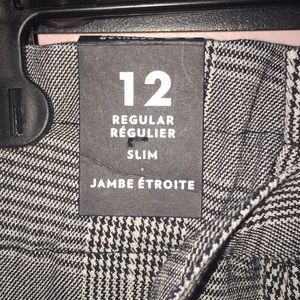 12
REGULAR
RÉGULIER
SLIM
.
JAMBE ÉTROITE